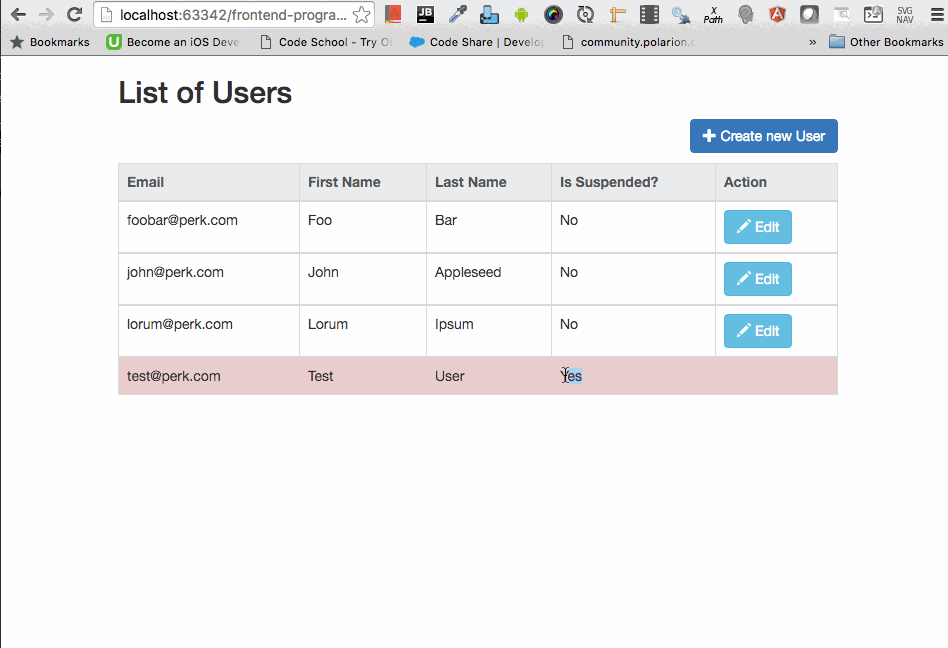 localhost:63342/frontend-progra...
JB
X
Path
SVG
NAV
Bookmarks
Become an iOS Deve
Code School - Try
Code Share | Develo
community.polarion.
»
Other Bookmarks
List of Users
Create new User
Email First Name Last Name Is Suspended? Action
foobar@perk.com Foo Bar No Edit
john@perk.com John Appleseed No Edit
lorum@perk.com Lorum Ipsum No Edit
test@perk.com Test User Yes